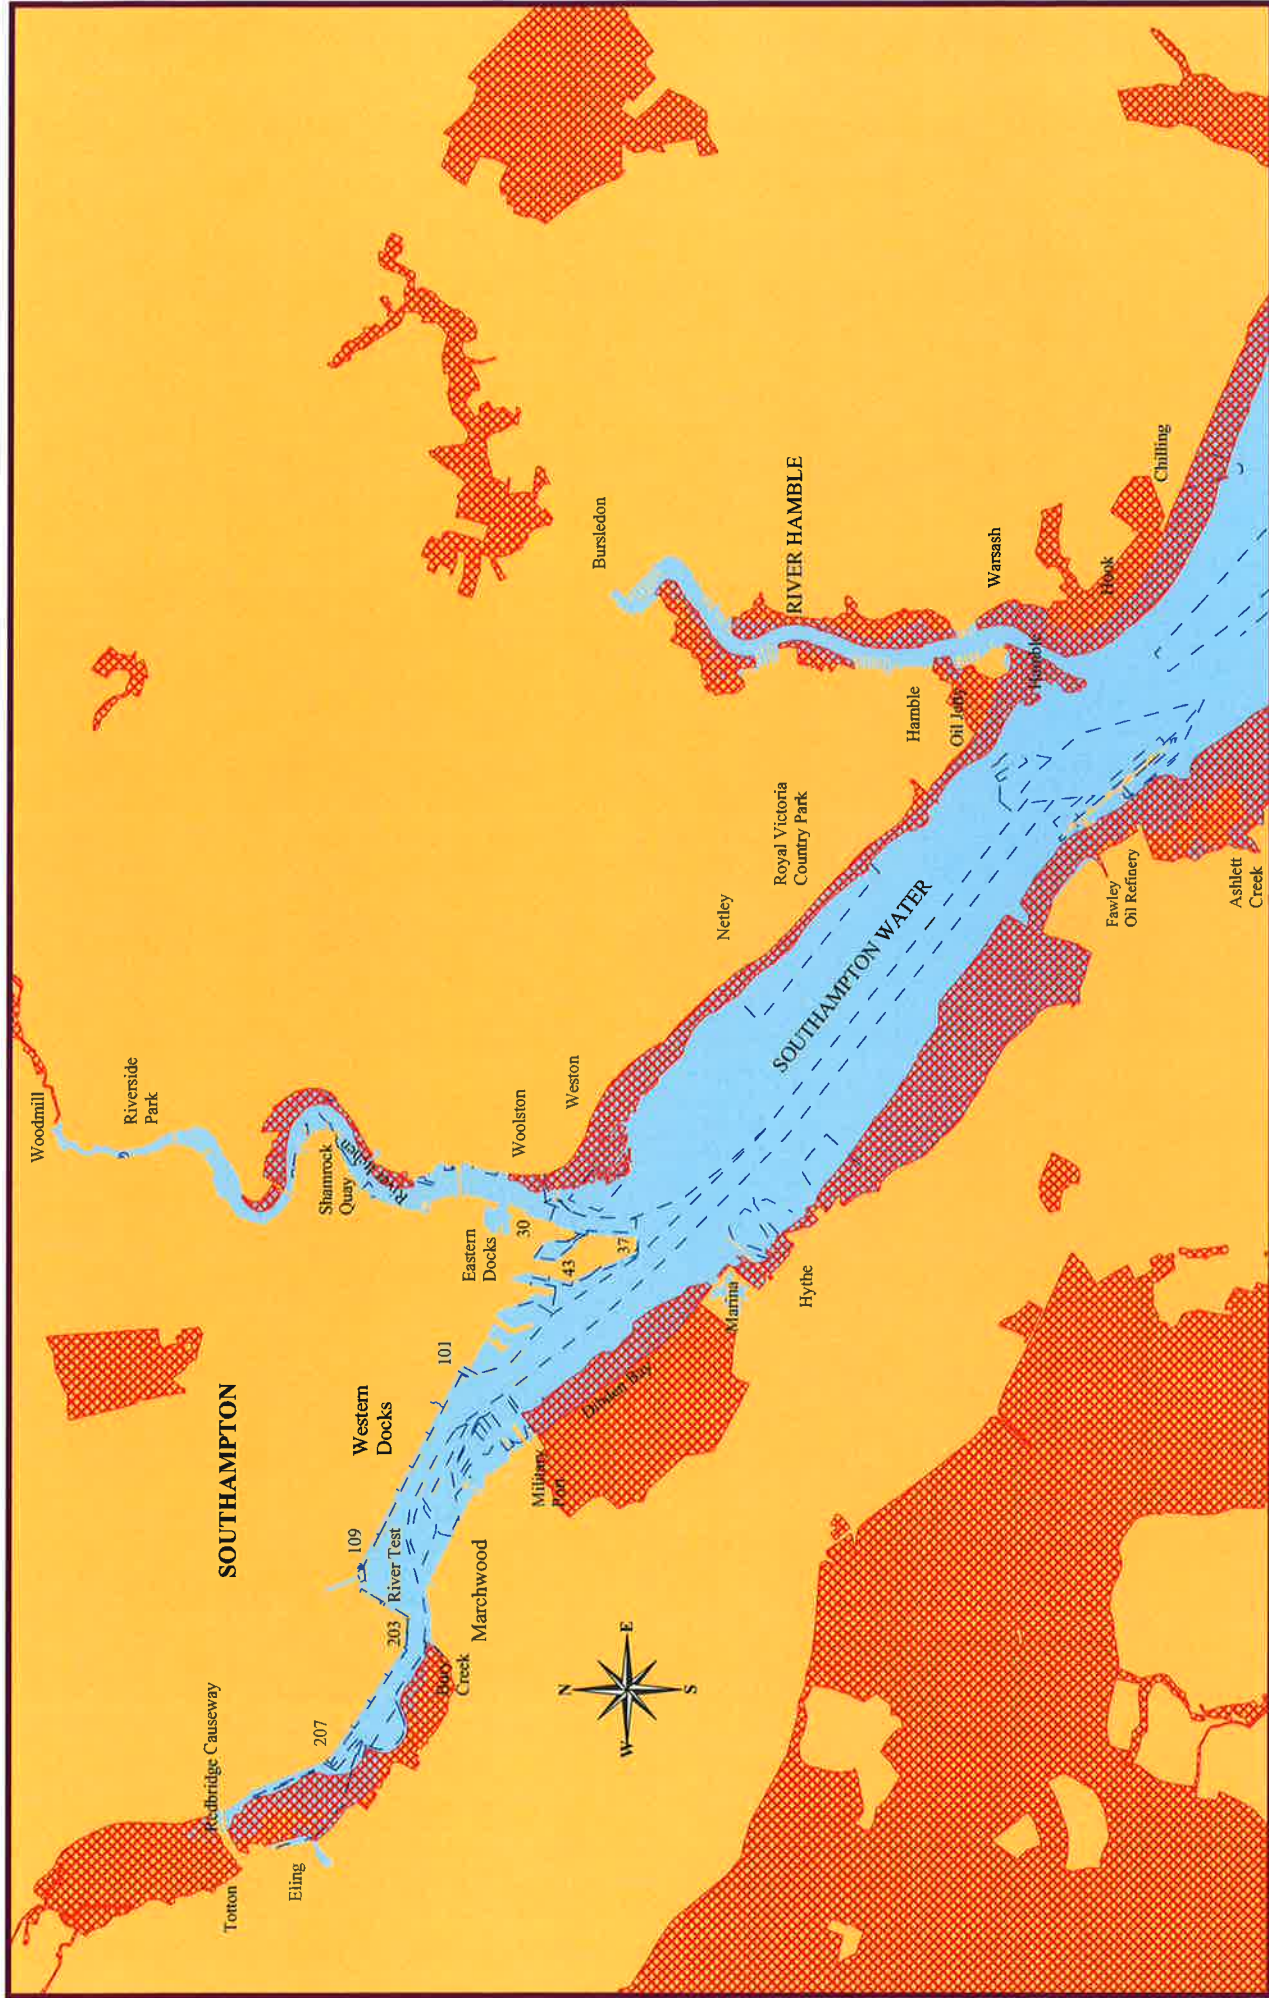 Woodmill
Riverside
Park
SOUTHAMPTON
Redbridge Causeway
Totton
Eling
207
203
River Test
109
Western
Docks
101
Bury
Creek
Marchwood
Shamrock
Quay
River Itchen
Eastern
Docks
30
43
37
Woolston
Weston
Military
Port
Dibden Bay
Marina
Hythe
Netley
Royal Victoria
Country Park
SOUTHAMPTON WATER
Bursledon
RIVER HAMBLE
Hamble
Oil Jetty
Warsash
Hamble
Hook
Chilling
Fawley
Oil Refinery
Ashlett
Creek
N
E
S
W